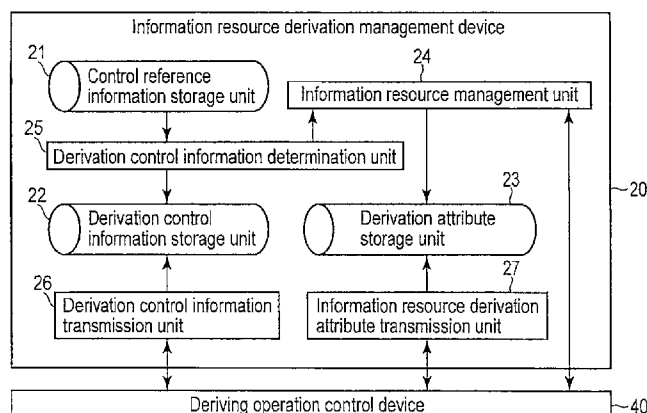 Information resource derivation management device
21
Control reference
information storage unit
24
Information resource management unit
25
Derivation control information determination unit
22
Derivation control
information storage unit
23
Derivation attribute
storage unit
20
26
Derivation control information
transmission unit
27
Information resource derivation
attribute transmission unit
Deriving operation control device
40